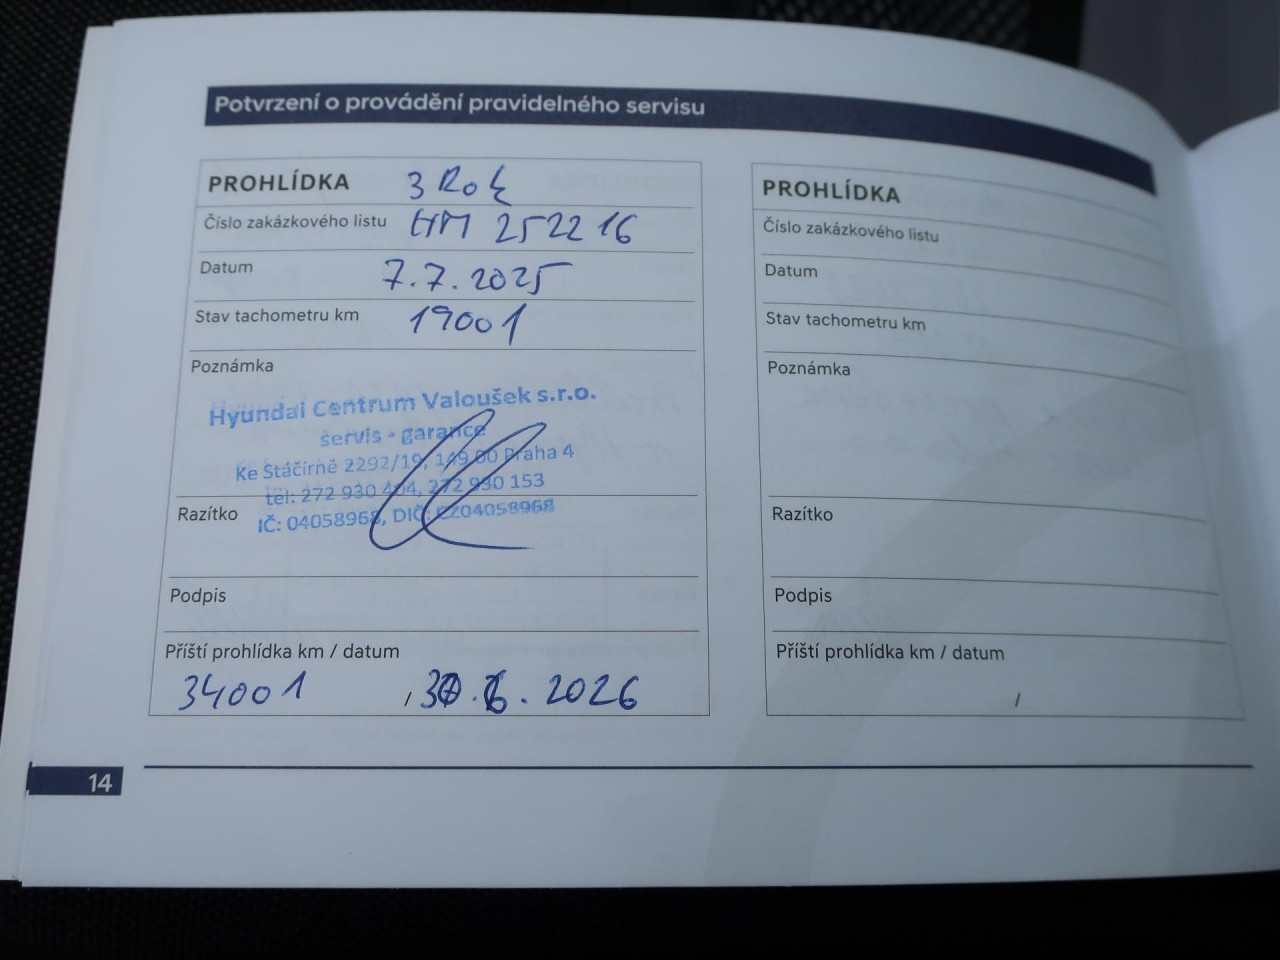 Potvrzení o provádění pravidelného servisu
PROHLÍDKA 3 Rok
Číslo zakázkového listu HM 252216
Datum 7.7.2025
Stav tachometru km 19001
Poznámka
Hyundai Centrum Valoušek s.r.o.
servis - garance
Ke Stáčírně 2292/19, 149 00 Praha 4
tel: 272 930 404, 272 930 153
IČ: 04058968, DIČ: CZ04058968
Razítko
Podpis
Příští prohlídka km / datum
34001 / 30.6.2026
PROHLÍDKA
Číslo zakázkového listu
Datum
Stav tachometru km
Poznámka
Razítko
Podpis
Příští prohlídka km / datum
/
14